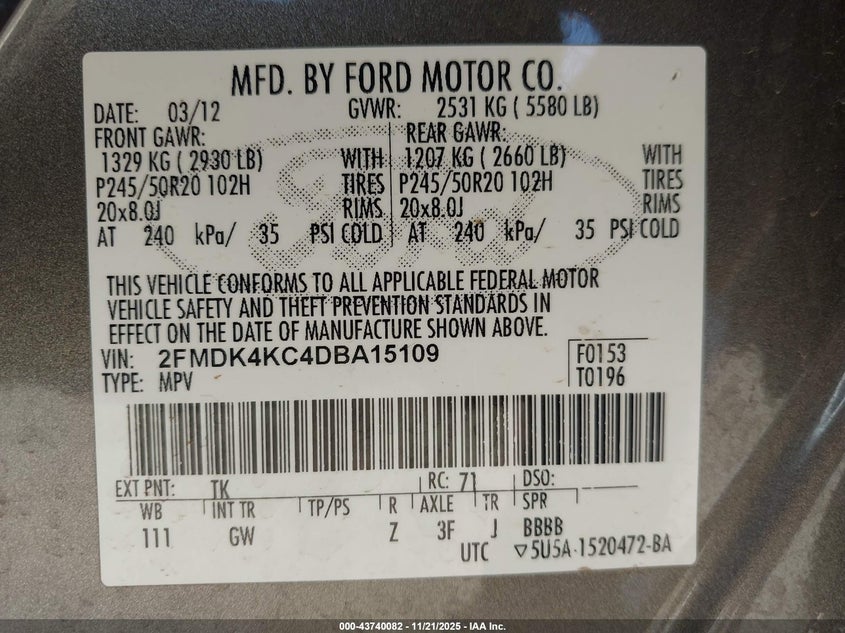 MFD. BY FORD MOTOR CO.
DATE: 03/12 GVWR: 2531 KG ( 5580 LB)
FRONT GAWR: REAR GAWR:
1329 KG ( 2930 LB) WITH 1207 KG ( 2660 LB) WITH
P245/50R20 102H TIRES P245/50R20 102H TIRES
20x8.0J RIMS 20x8.0J RIMS
AT 240 kPa/ 35 PSI COLD AT 240 kPa/ 35 PSI COLD
THIS VEHICLE CONFORMS TO ALL APPLICABLE FEDERAL MOTOR
VEHICLE SAFETY AND THEFT PREVENTION STANDARDS IN
EFFECT ON THE DATE OF MANUFACTURE SHOWN ABOVE.
VIN: 2FMDK4KC4DBA15109 F0153
TYPE: MPV T0196
EXT PNT: TK RC: 71 DSO:
WB INT TR TP/PS R AXLE TR SPR
111 GW Z 3F J BBBB
UTC ▽5U5A-1520472-BA
000-43740082 - 11/21/2025 - IAA Inc.